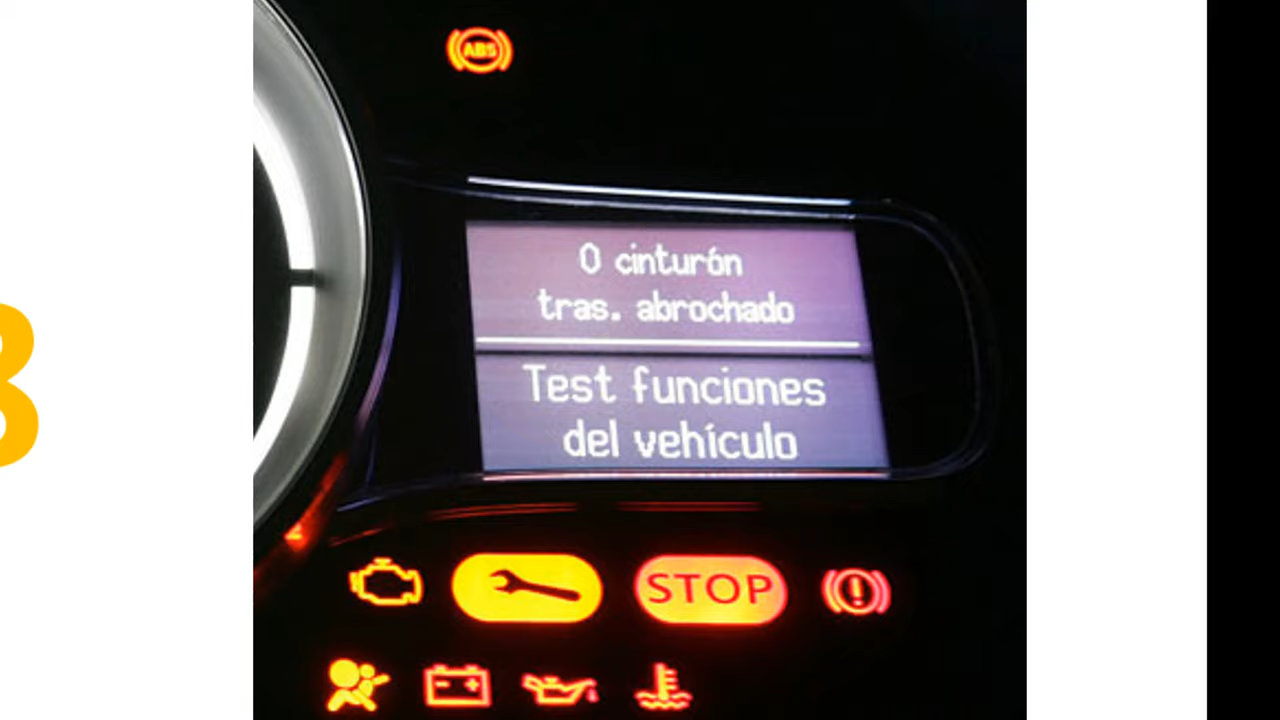 ABS
0 cinturón
tras. abrochado
Test funciones
del vehículo
STOP